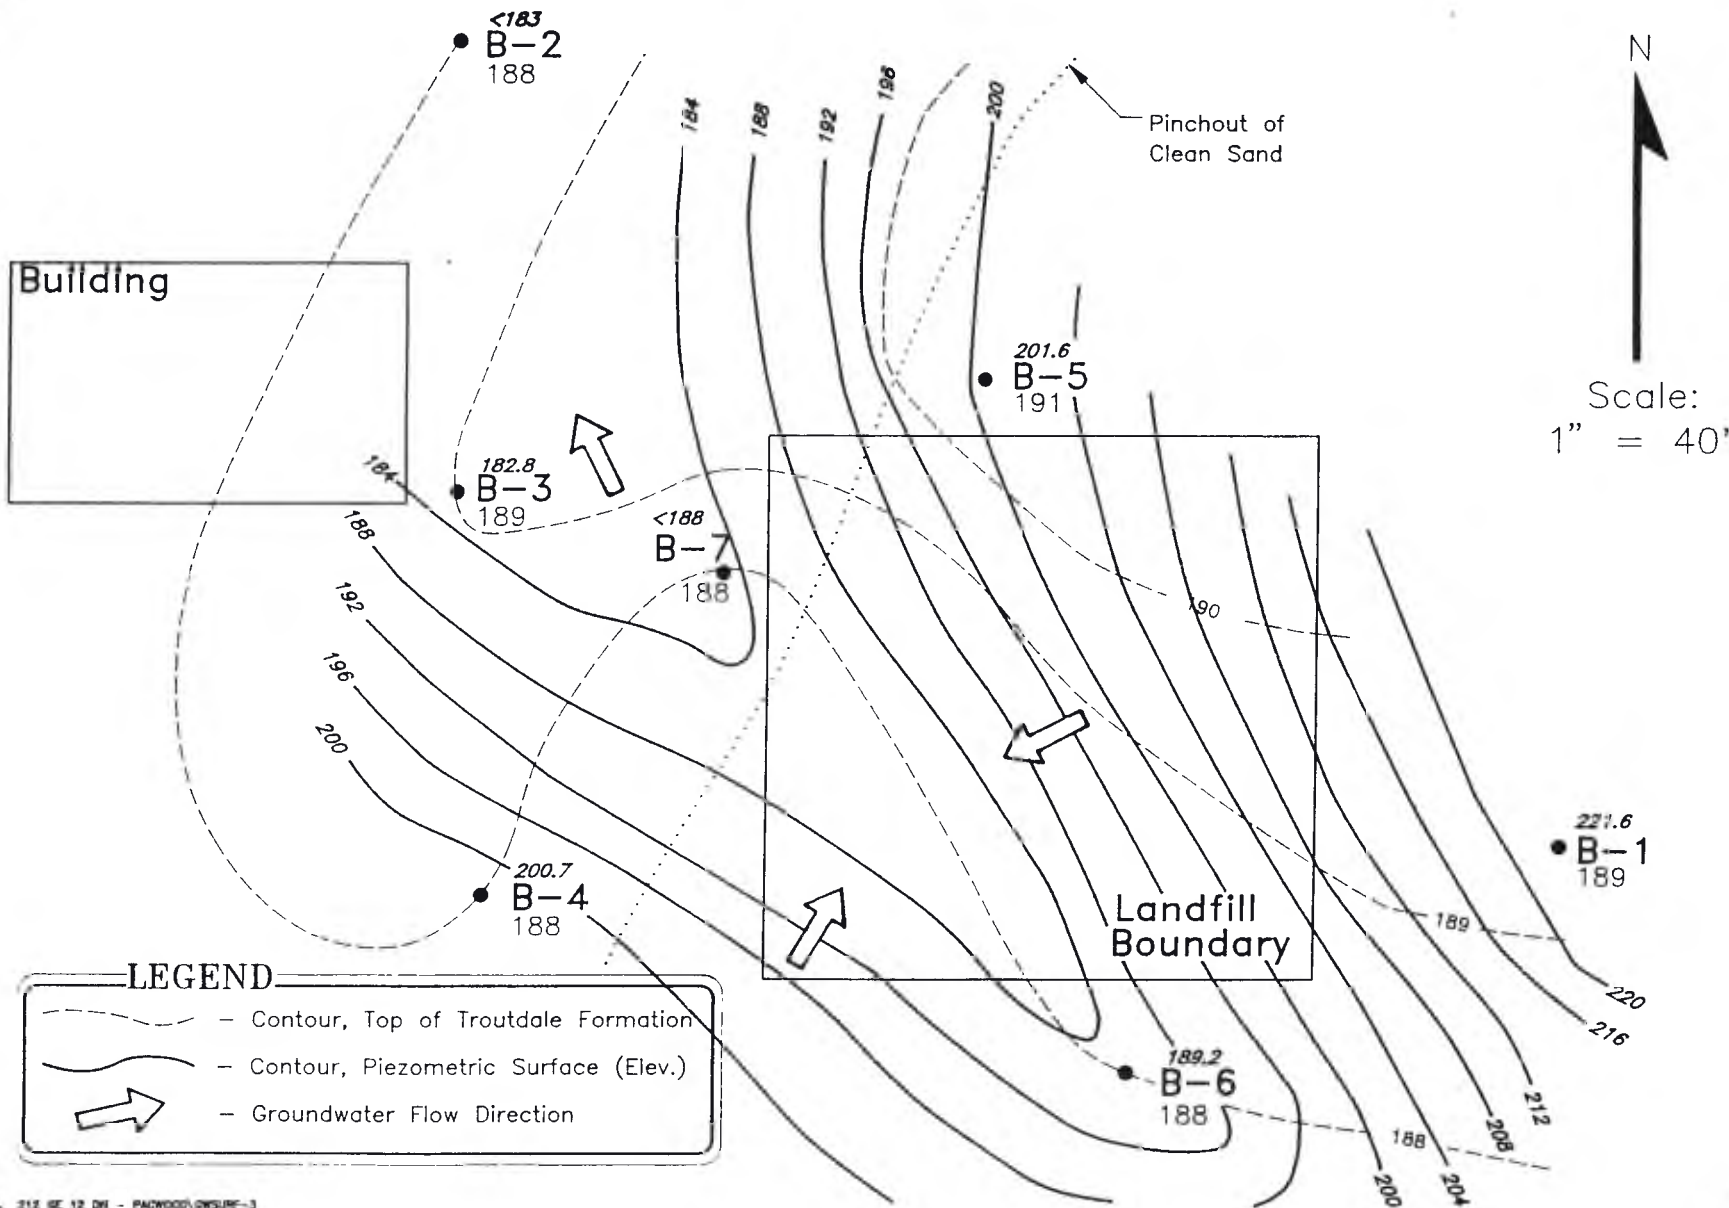 <183
B-2
188
N
Scale:
1" = 40'
Pinchout of
Clean Sand
184
188
192
196
200
Building
201.6
B-5
191
182.8
B-3
189
<188
B-7
188
184
188
192
196
200
190
221.6
B-1
189
200.7
B-4
188
Landfill
Boundary
189
220
216
212
208
204
200
188
189.2
B-6
188
LEGEND
- Contour, Top of Troutdale Formation
- Contour, Piezometric Surface (Elev.)
- Groundwater Flow Direction